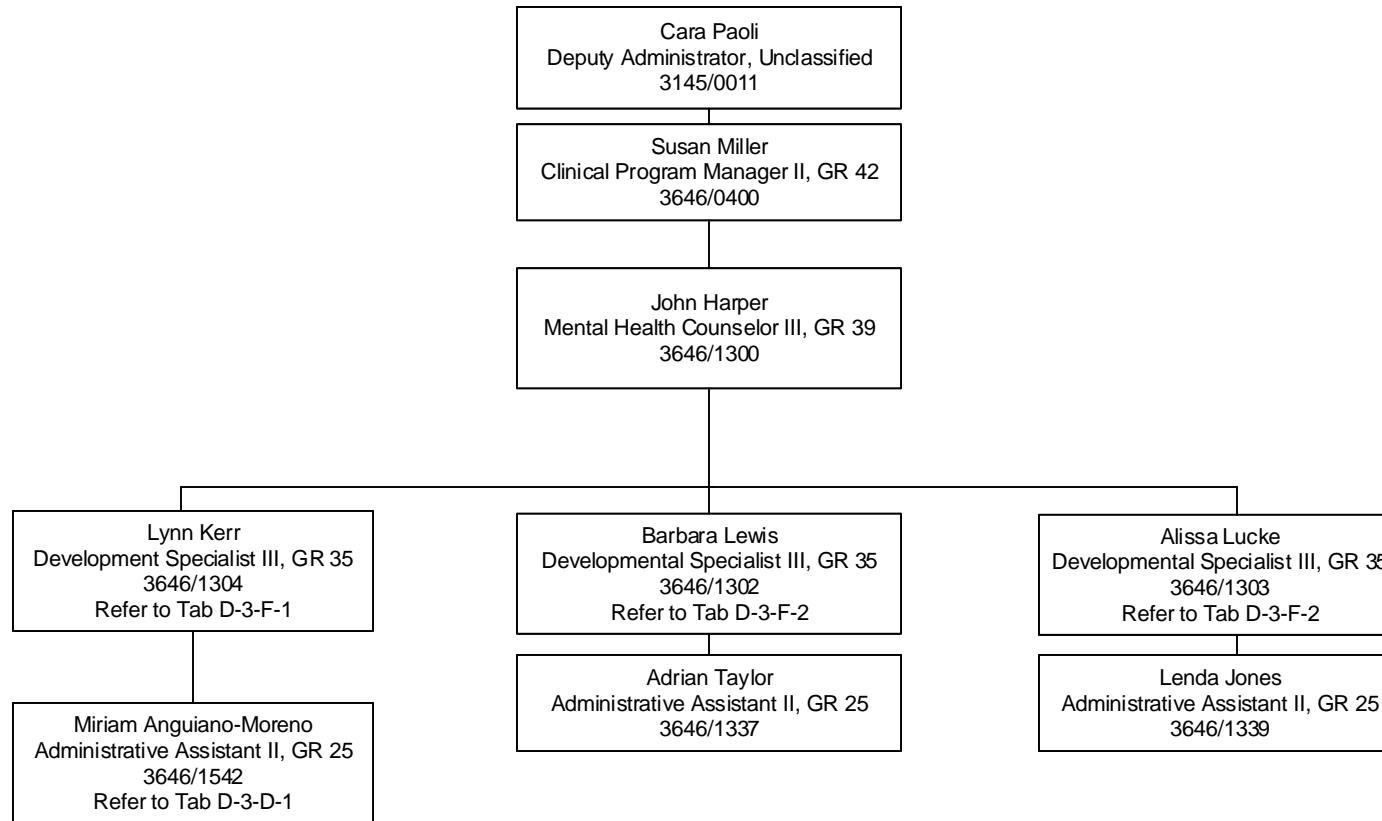 Cara Paoli
Deputy Administrator, Unclassified
3145/0011
Susan Miller
Clinical Program Manager II, GR 42
3646/0400
John Harper
Mental Health Counselor III, GR 39
3646/1300
Lynn Kerr
Development Specialist III, GR 35
3646/1304
Refer to Tab D-3-F-1
Miriam Anguiano-Moreno
Administrative Assistant II, GR 25
3646/1542
Refer to Tab D-3-D-1
Barbara Lewis
Developmental Specialist III, GR 35
3646/1302
Refer to Tab D-3-F-2
Adrian Taylor
Administrative Assistant II, GR 25
3646/1337
Alissa Lucke
Developmental Specialist III, GR 35
3646/1303
Refer to Tab D-3-F-2
Lenda Jones
Administrative Assistant II, GR 25
3646/1339